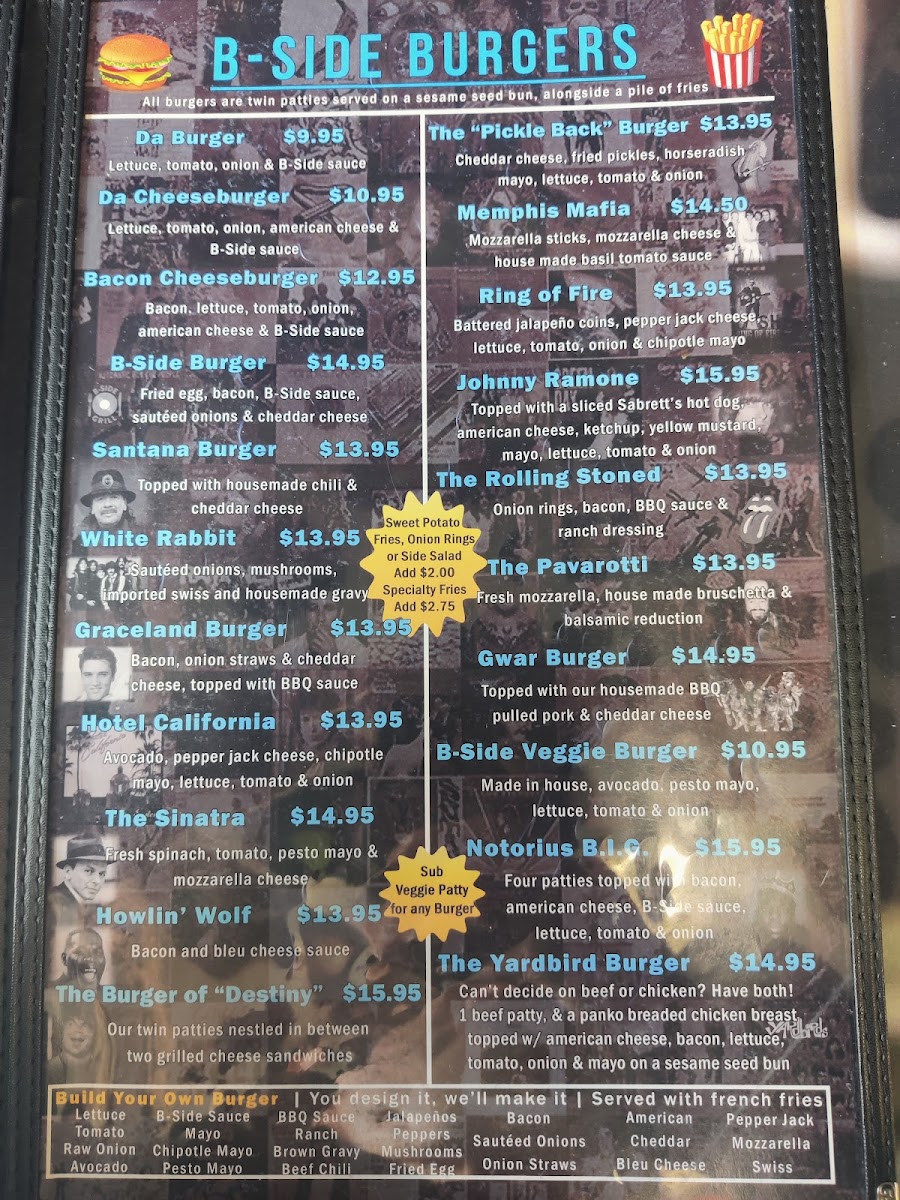 B-SIDE BURGERS
All burgers are twin patties served on a sesame seed bun, alongside a pile of fries
Da Burger $9.95
Lettuce, tomato, onion & B-Side sauce
Da Cheeseburger $10.95
Lettuce, tomato, onion, american cheese &
B-Side sauce
Bacon Cheeseburger $12.95
Bacon. lettuce, tomato, onion,
american cheese & B-Side sauce
B-Side Burger $14.95
Fried egg, bacon, B-Side sauce,
sautéed onions & cheddar cheese
Santana Burger $13.95
Topped with housemade chili &
cheddar cheese
White Rabbit $13.95
Sautéed onions, mushrooms,
imported swiss and housemade gravy
Graceland Burger $13.95
Bacon, onion straws & cheddar
cheese, topped with BBQ sauce
Hotel California $13.95
Avocado, pepper jack cheese, chipotle
mayo, lettuce, tomato & onion
The Sinatra $14.95
Fresh spinach, tomato, pesto mayo &
mozzarella cheese
Howlin' Wolf $13.95
Bacon and bleu cheese sauce
The Burger of "Destiny" $15.95
Our twin patties nestled in between
two grilled cheese sandwiches
Sweet Potato
Fries, Onion Rings
or Side Salad
Add $2.00
Specialty Fries
Add $2.75
Sub
Veggie Patty
for any Burger
The "Pickle Back" Burger $13.95
Cheddar cheese, fried pickles, horseradish
mayo, lettuce, tomato & onion
Memphis Mafia $14.50
Mozzarella sticks, mozzarella cheese &
house made basil tomato sauce
Ring of Fire $13.95
Battered jalapeño coins, pepper jack cheese,
lettuce, tomato, onion & chipotle mayo
Johnny Ramone $15.95
Topped with a sliced Sabrett's hot dog,
american cheese, ketchup, yellow mustard,
mayo, lettuce, tomato & onion
The Rolling Stoned $13.95
Onion rings, bacon, BBQ sauce &
ranch dressing
The Pavarotti $13.95
Fresh mozzarella, house made bruschetta &
balsamic reduction
Gwar Burger $14.95
Topped with our housemade BBQ
pulled pork & cheddar cheese
B-Side Veggie Burger $10.95
Made in house, avocado, pesto mayo,
lettuce, tomato & onion
Notorius B.I.G. $15.95
Four patties topped with bacon,
american cheese, B-Side sauce,
lettuce, tomato & onion
The Yardbird Burger $14.95
Can't decide on beef or chicken? Have both!
1 beef patty, & a panko breaded chicken breast
topped w/ american cheese, bacon, lettuce,
tomato, onion & mayo on a sesame seed bun
Yardbirds
Build Your Own Burger | You design it, we'll make it | Served with french fries
Lettuce B-Side Sauce BBQ Sauce Jalapeños Bacon American Pepper Jack
Tomato Mayo Ranch Peppers Sautéed Onions Cheddar Mozzarella
Raw Onion Chipotle Mayo Brown Gravy Mushrooms Onion Straws Bleu Cheese Swiss
Avocado Pesto Mayo Beef Chili Fried Egg